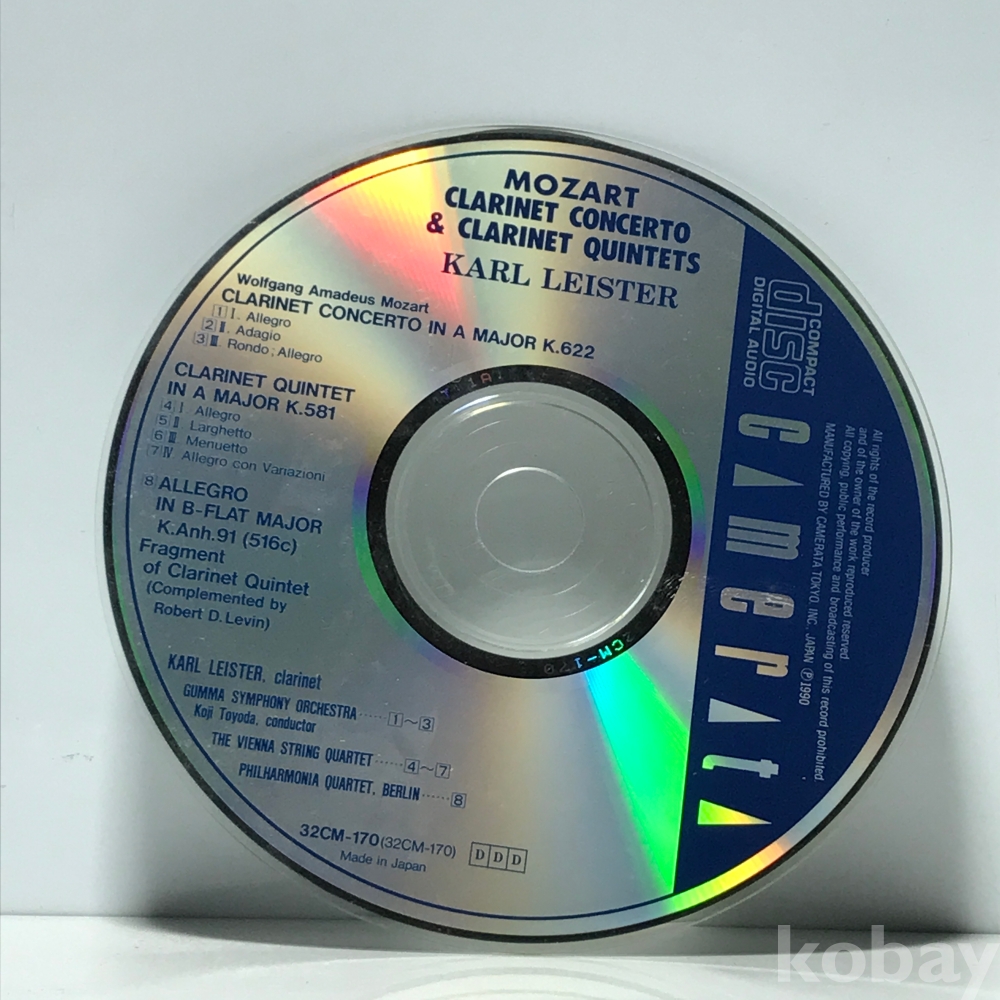 MOZART
CLARINET CONCERTO
& CLARINET QUINTETS
KARL LEISTER
Wolfgang Amadeus Mozart
CLARINET CONCERTO IN A MAJOR K.622
1 I. Allegro
2 II. Adagio
3 III Rondo; Allegro
CLARINET QUINTET
IN A MAJOR K.581
4 I Allegro
5 II Larghetto
6 III Menuetto
7 IV Allegro con Variazioni
8 ALLEGRO
IN B-FLAT MAJOR
K.Anh.91 (516c)
Fragment
of Clarinet Quintet
(Complemented by
Robert D. Levin)
KARL LEISTER, clarinet
GUMMA SYMPHONY ORCHESTRA ····· 1~3
Koji Toyoda, conductor
THE VIENNA STRING QUARTET ······ 4~7
PHILHARMONIA QUARTET, BERLIN ······ 8
32CM-170 (32CM-170) DDD
Made in Japan
COMPACT
disc
DIGITAL AUDIO
camerata
All rights of the record producer
and of the owner of the work reproduced reserved
All copying, public performance and broadcasting of this record prohibited
MANUFACTURED BY CAMERATA TOKYO, INC., JAPAN ℗1990
2CM-170
kobay